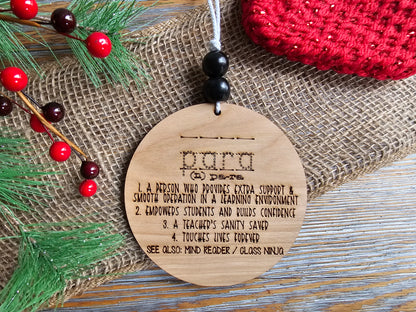 para
(n) pa-ra
1. A PERSON WHO PROVIDES EXTRA SUPPORT &
SMOOTH OPERATION IN A LEARNING ENVIRONMENT
2. EMPOWERS STUDENTS AND BUILDS CONFIDENCE
3. A TEACHER'S SANITY SAVER
4. TOUCHES LIVES FOREVER
SEE ALSO: MIND READER / GLASS NINJA